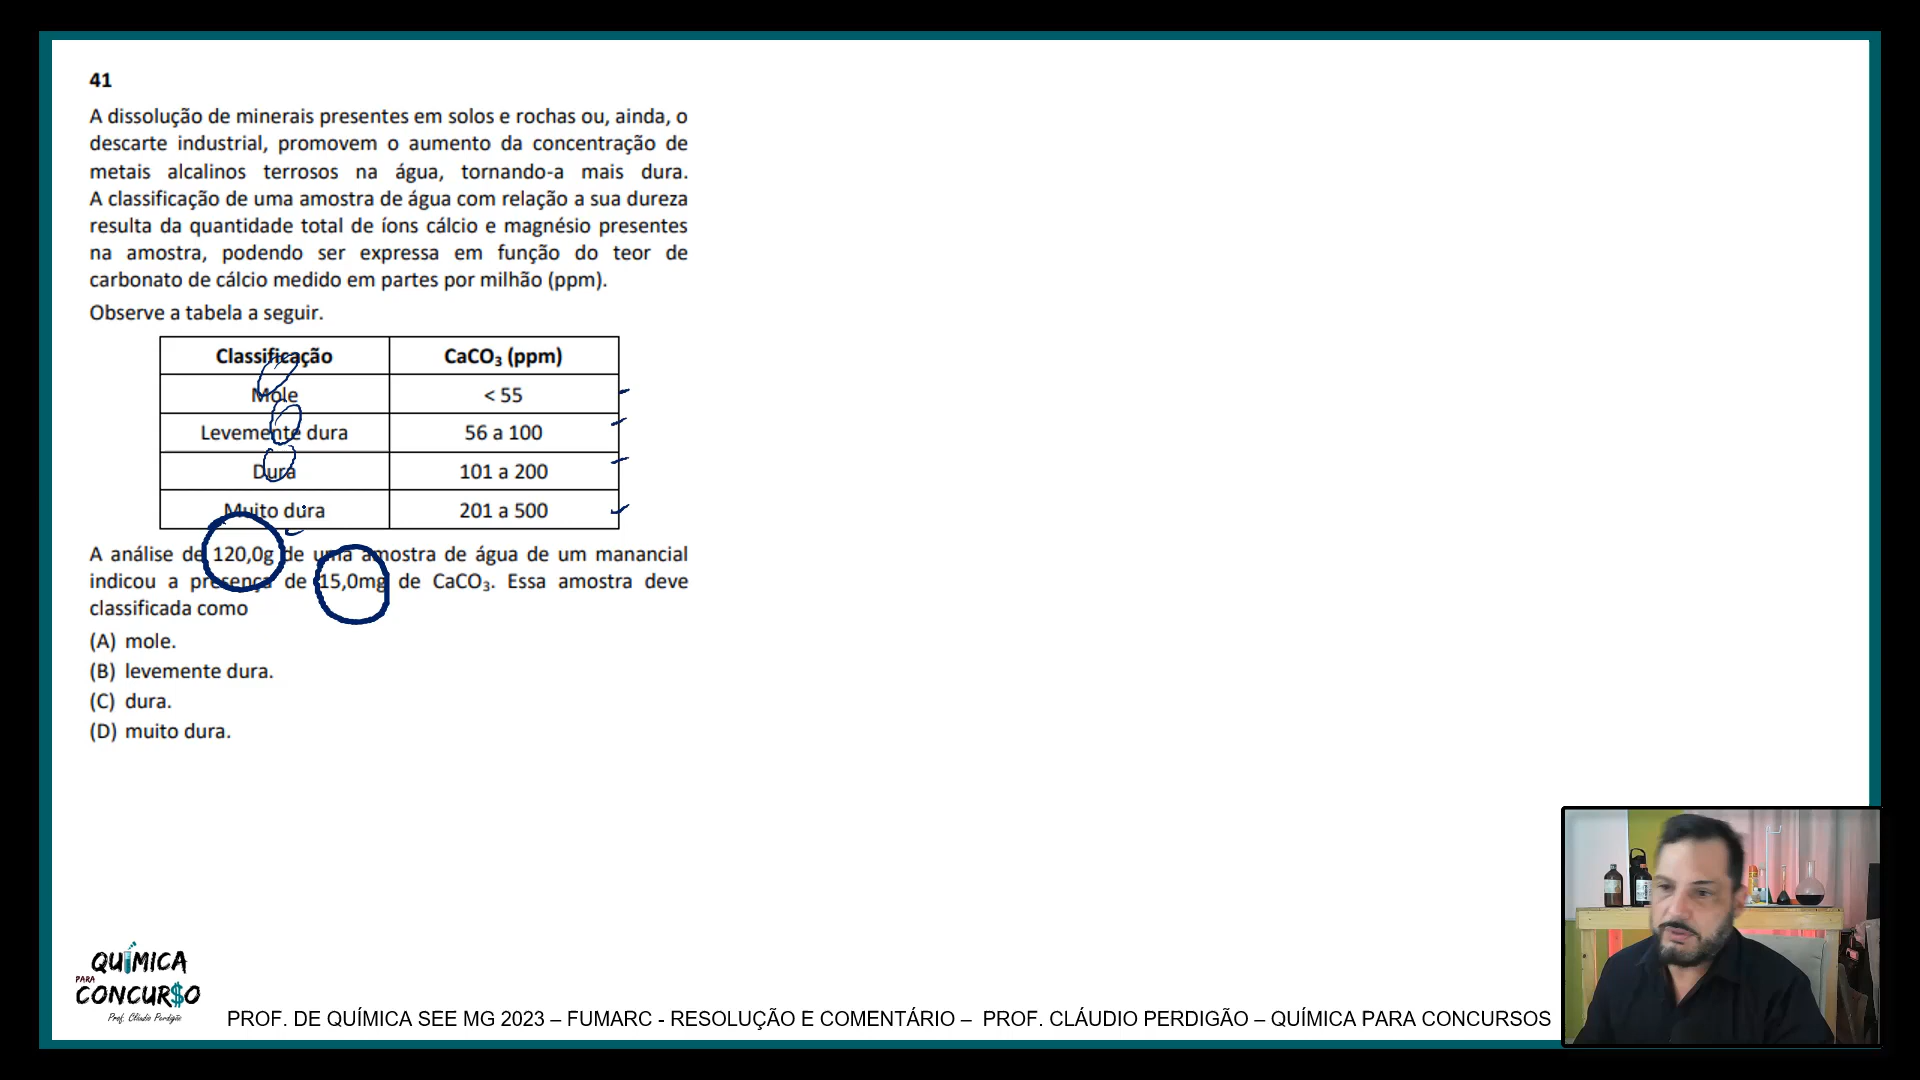 41
A dissolução de minerais presentes em solos e rochas ou, ainda, o
descarte industrial, promovem o aumento da concentração de
metais alcalinos terrosos na água, tornando-a mais dura.
A classificação de uma amostra de água com relação a sua dureza
resulta da quantidade total de íons cálcio e magnésio presentes
na amostra, podendo ser expressa em função do teor de
carbonato de cálcio medido em partes por milhão (ppm).
Observe a tabela a seguir.
Classificação CaCO₃ (ppm)
Mole < 55
Levemente dura 56 a 100
Dura 101 a 200
Muito dura 201 a 500
A análise de 120,0g de uma amostra de água de um manancial
indicou a presença de 15,0mg de CaCO₃. Essa amostra deve
classificada como
(A) mole.
(B) levemente dura.
(C) dura.
(D) muito dura.
QUÍMICA
PARA
CONCUR$O
Prof. Cláudio Perdigão
PROF. DE QUÍMICA SEE MG 2023 – FUMARC - RESOLUÇÃO E COMENTÁRIO – PROF. CLÁUDIO PERDIGÃO – QUÍMICA PARA CONCURSOS